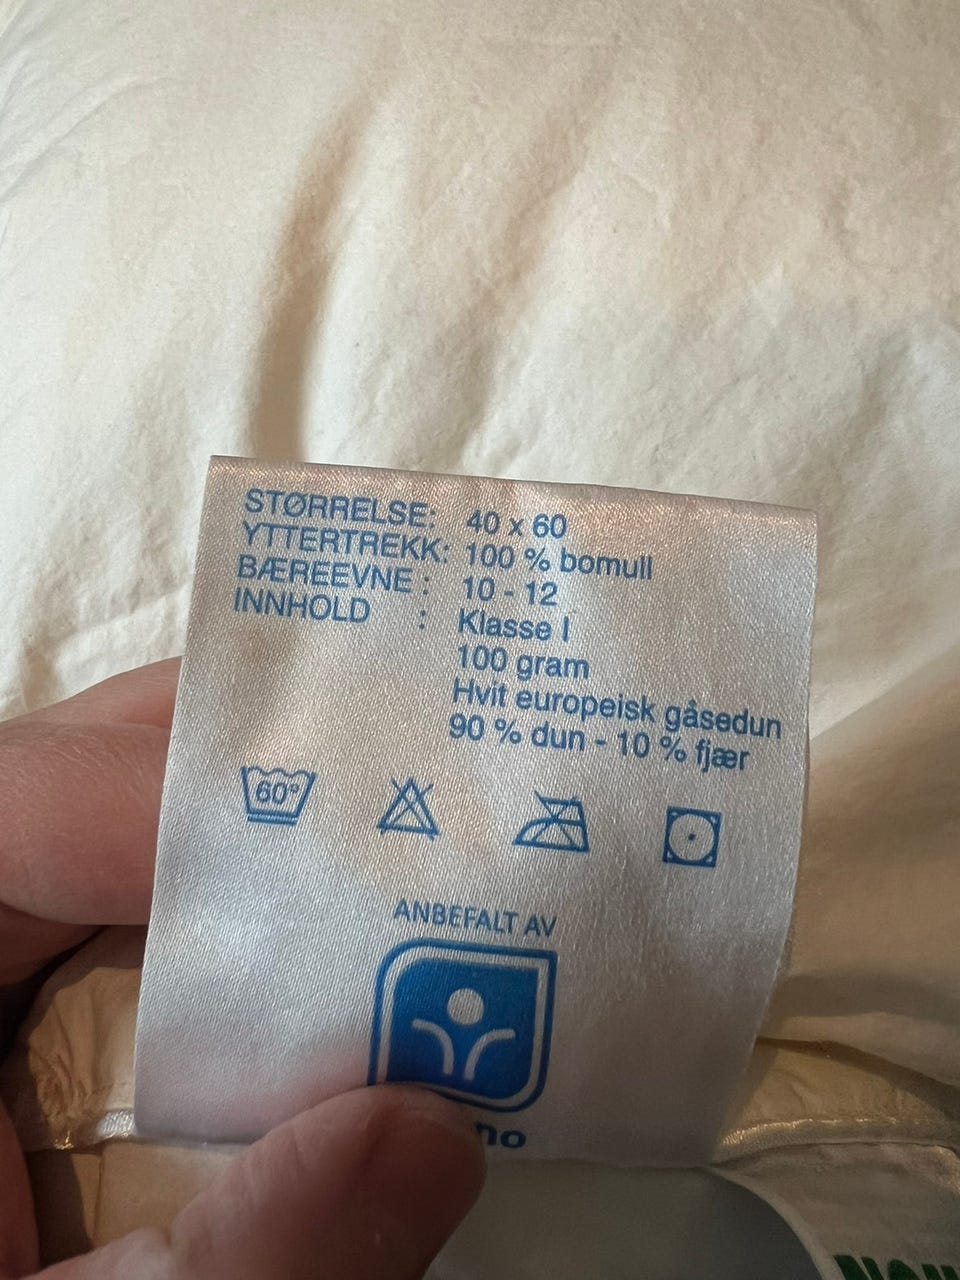 STØRRELSE: 40 x 60
YTTERTREKK: 100 % bomull
BÆREEVNE : 10 - 12
INNHOLD : Klasse I
100 gram
Hvit europeisk gåsedun
90 % dun - 10 % fjær
60°
ANBEFALT AV